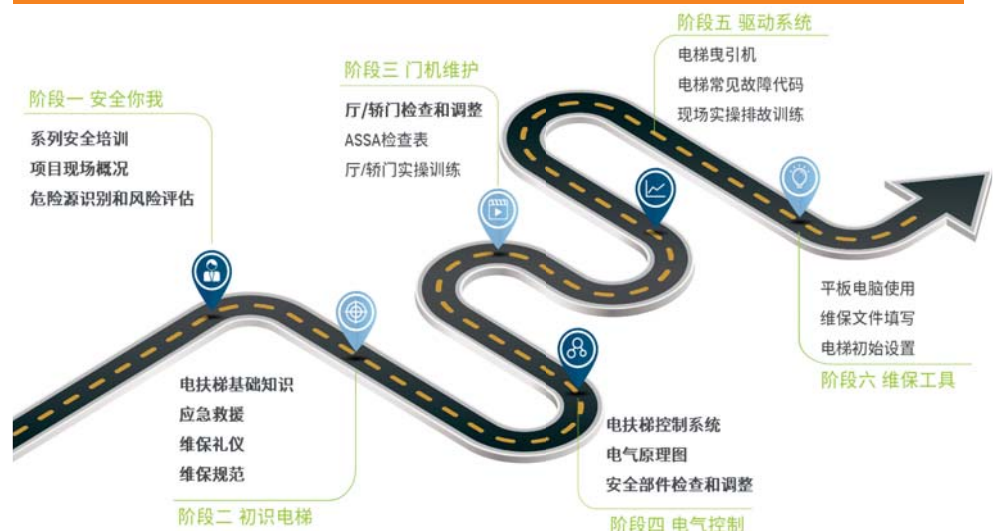 阶段一 安全你我
系列安全培训
项目现场概况
危险源识别和风险评估
电扶梯基础知识
应急救援
维保礼仪
维保规范
阶段二 初识电梯
阶段三 门机维护
厅/轿门检查和调整
ASSA检查表
厅/轿门实操训练
电扶梯控制系统
电气原理图
安全部件检查和调整
阶段四 电气控制
阶段五 驱动系统
电梯曳引机
电梯常见故障代码
现场实操排故训练
平板电脑使用
维保文件填写
电梯初始设置
阶段六 维保工具